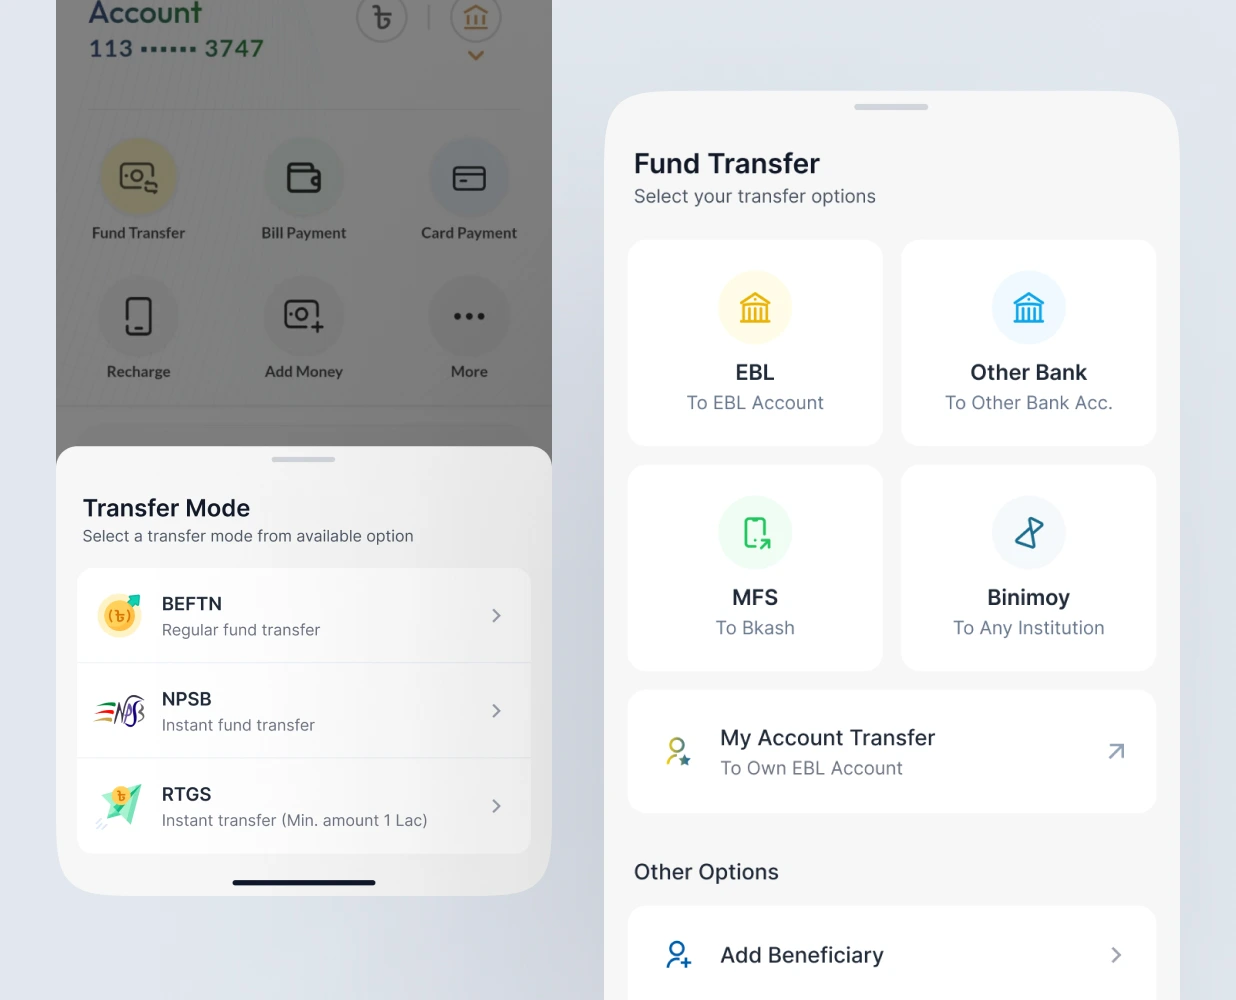 Account
113 •••••• 3747
৳
Fund Transfer
Bill Payment
Card Payment
Recharge
Add Money
More
Transfer Mode
Select a transfer mode from available option
(৳)
BEFTN
Regular fund transfer
NPSB
NPSB
Instant fund transfer
৳
RTGS
Instant transfer (Min. amount 1 Lac)
Fund Transfer
Select your transfer options
EBL
To EBL Account
Other Bank
To Other Bank Acc.
MFS
To Bkash
Binimoy
To Any Institution
My Account Transfer
To Own EBL Account
Other Options
Add Beneficiary